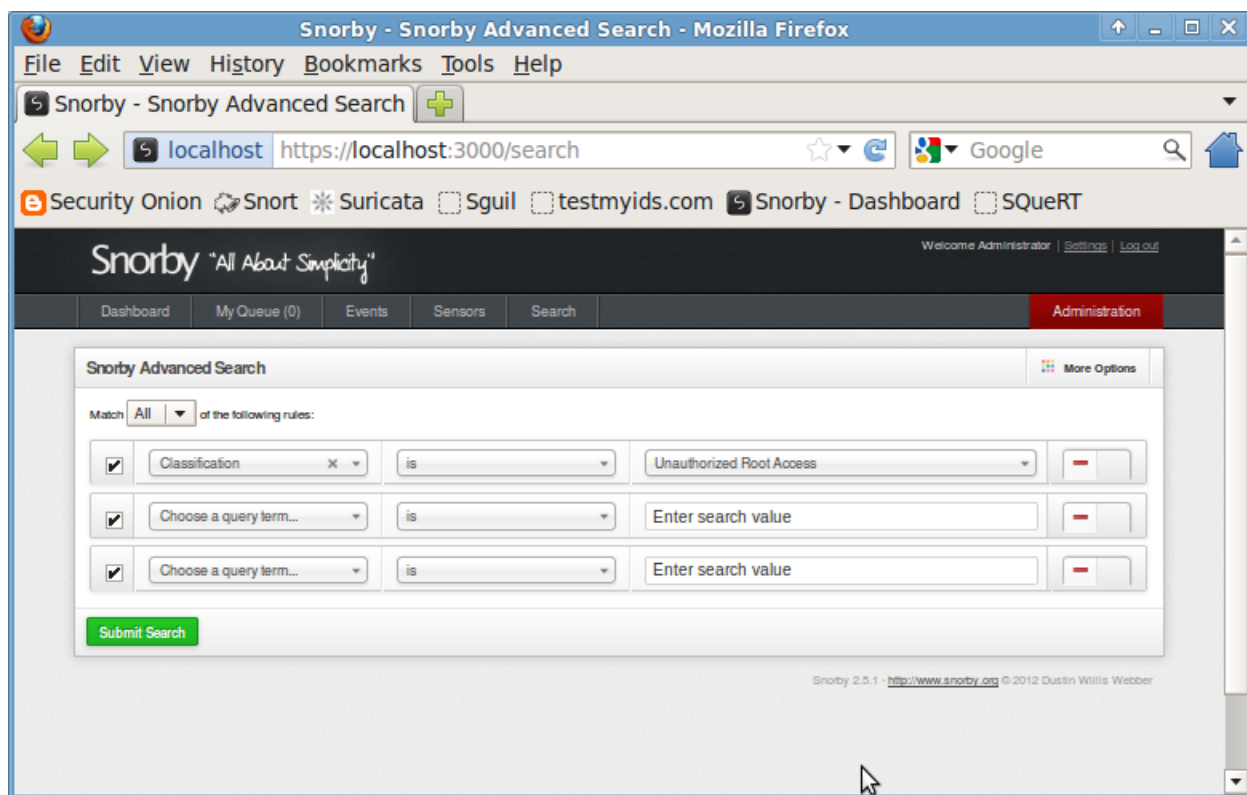 Snorby - Snorby Advanced Search - Mozilla Firefox
File Edit View History Bookmarks Tools Help
Snorby - Snorby Advanced Search
localhost https://localhost:3000/search Google
Security Onion Snort Suricata Sguil testmyids.com Snorby - Dashboard SQueRT
Snorby "All About Simplicity"
Welcome Administrator | Settings | Log out
Dashboard My Queue (0) Events Sensors Search Administration
Snorby Advanced Search More Options
Match All of the following rules:
Classification is Unauthorized Root Access
Choose a query term... is Enter search value
Choose a query term... is Enter search value
Submit Search
Snorby 2.5.1 - http://www.snorby.org © 2012 Dustin Willis Webber